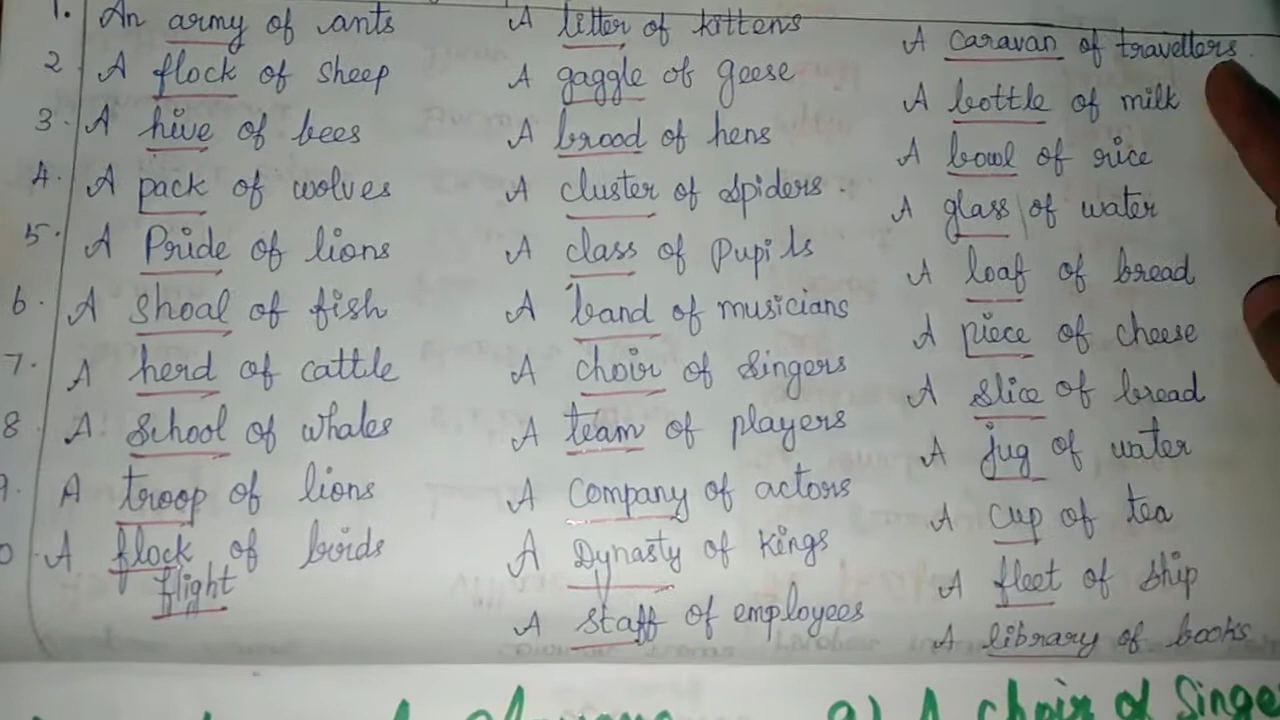 1. An army of ants
2 A flock of sheep
3. A hive of bees
4. A pack of wolves
5. A Pride of lions
6. A shoal of fish
7. A herd of cattle
8 A school of whales
9. A troop of lions
0. A flock of birds
flight
A litter of kittens
A gaggle of geese
A brood of hens
A cluster of spiders
A class of Pupils
A band of musicians
A choir of singers
A team of players
A company of actors
A Dynasty of kings
A staff of employees
A caravan of travellers.
A bottle of milk
A bowl of rice
A glass of water
A loaf of bread
A piece of cheese
A slice of bread
A jug of water
A cup of tea
A fleet of ship
A library of books
a) A choir of Singe